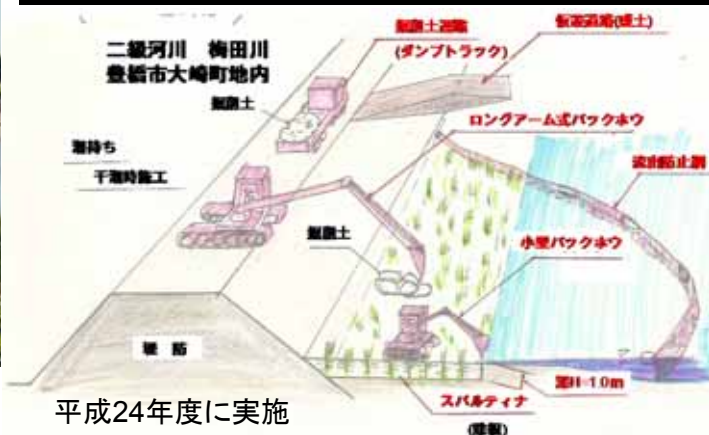 二級河川 梅田川
豊橋市大崎町地内
掘削土運搬
(ダンプトラック)
仮設道路(盛土)
掘削土
ロングアーム式バックホウ
潮待ち
干潮時施工
流出防止網
掘削土
小型バックホウ
堤 防
深さ1.0m
スパルティナ
平成24年度に実施